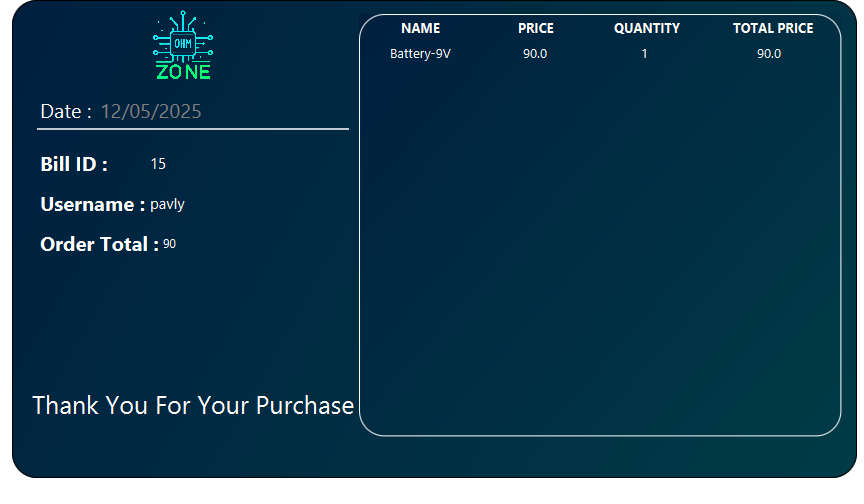 OHM
ZONE
Date : 12/05/2025
Bill ID : 15
Username : pavly
Order Total : 90
Thank You For Your Purchase
NAME PRICE QUANTITY TOTAL PRICE
Battery-9V 90.0 1 90.0